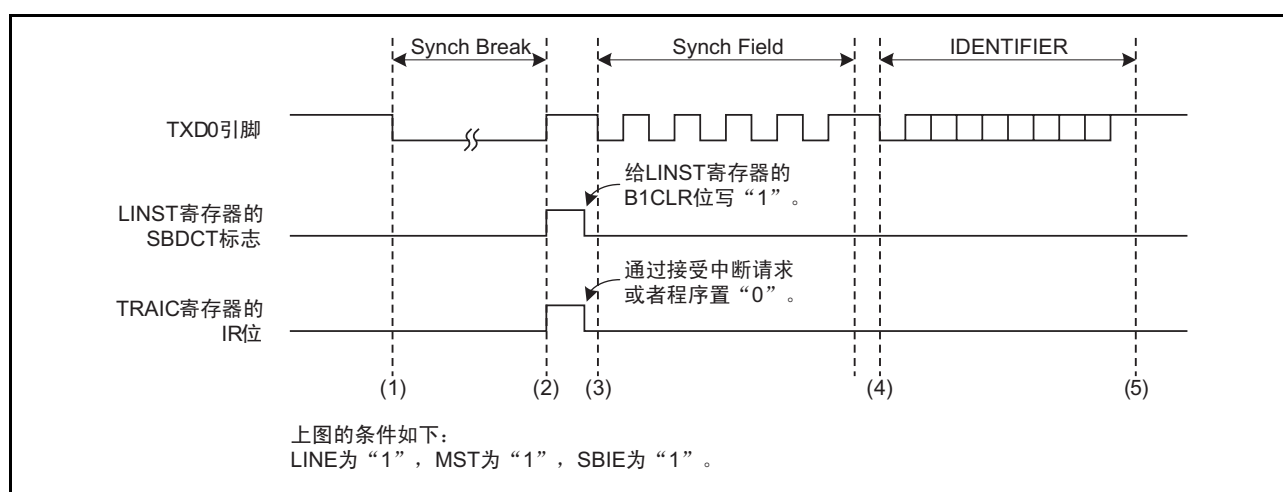 Synch Break
Synch Field
IDENTIFIER
TXD0引脚
给LINST寄存器的
B1CLR位写“1”。
LINST寄存器的
SBDCT标志
通过接受中断请求
或者程序置“0”。
TRAIC寄存器的
IR位
(1)
(2)
(3)
(4)
(5)
上图的条件如下：
LINE为“1”，MST为“1”，SBIE为“1”。